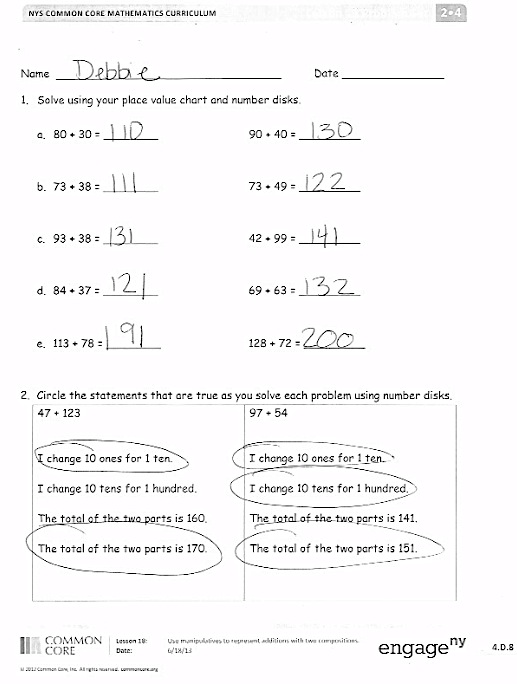 NYS COMMON CORE MATHEMATICS CURRICULUM 2•4
Name Debbie Date
1. Solve using your place value chart and number disks.
a. 80 + 30 = 110 90 + 40 = 130
b. 73 + 38 = 111 73 + 49 = 122
c. 93 + 38 = 131 42 + 99 = 141
d. 84 + 37 = 121 69 + 63 = 132
e. 113 + 78 = 191 128 + 72 = 200
2. Circle the statements that are true as you solve each problem using number disks.
47 + 123 97 + 54
I change 10 ones for 1 ten. I change 10 ones for 1 ten.
I change 10 tens for 1 hundred. I change 10 tens for 1 hundred.
The total of the two parts is 160. The total of the two parts is 141.
The total of the two parts is 170. The total of the two parts is 151.
COMMON CORE
Lesson 18: Use manipulatives to represent additions with two compositions.
Date: 6/18/13
engage ny 4.D.8
© 2012 Common Core, Inc. All rights reserved. commoncore.org